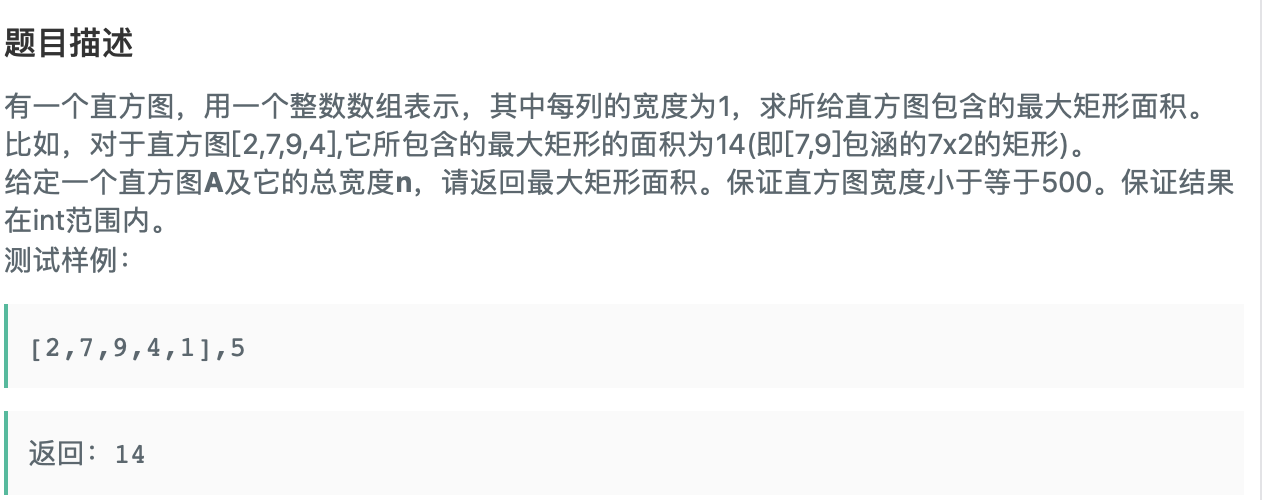 题目描述
有一个直方图，用一个整数数组表示，其中每列的宽度为1，求所给直方图包含的最大矩形面积。
比如，对于直方图[2,7,9,4],它所包含的最大矩形的面积为14(即[7,9]包涵的7x2的矩形)。
给定一个直方图A及它的总宽度n，请返回最大矩形面积。保证直方图宽度小于等于500。保证结果
在int范围内。
测试样例：
[2,7,9,4,1],5
返回：14